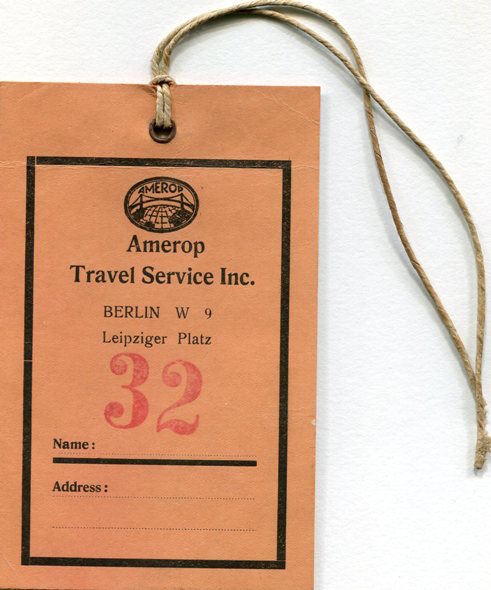 AMEROP
Amerop
Travel Service Inc.
BERLIN W 9
Leipziger Platz
32
Name:
Address: